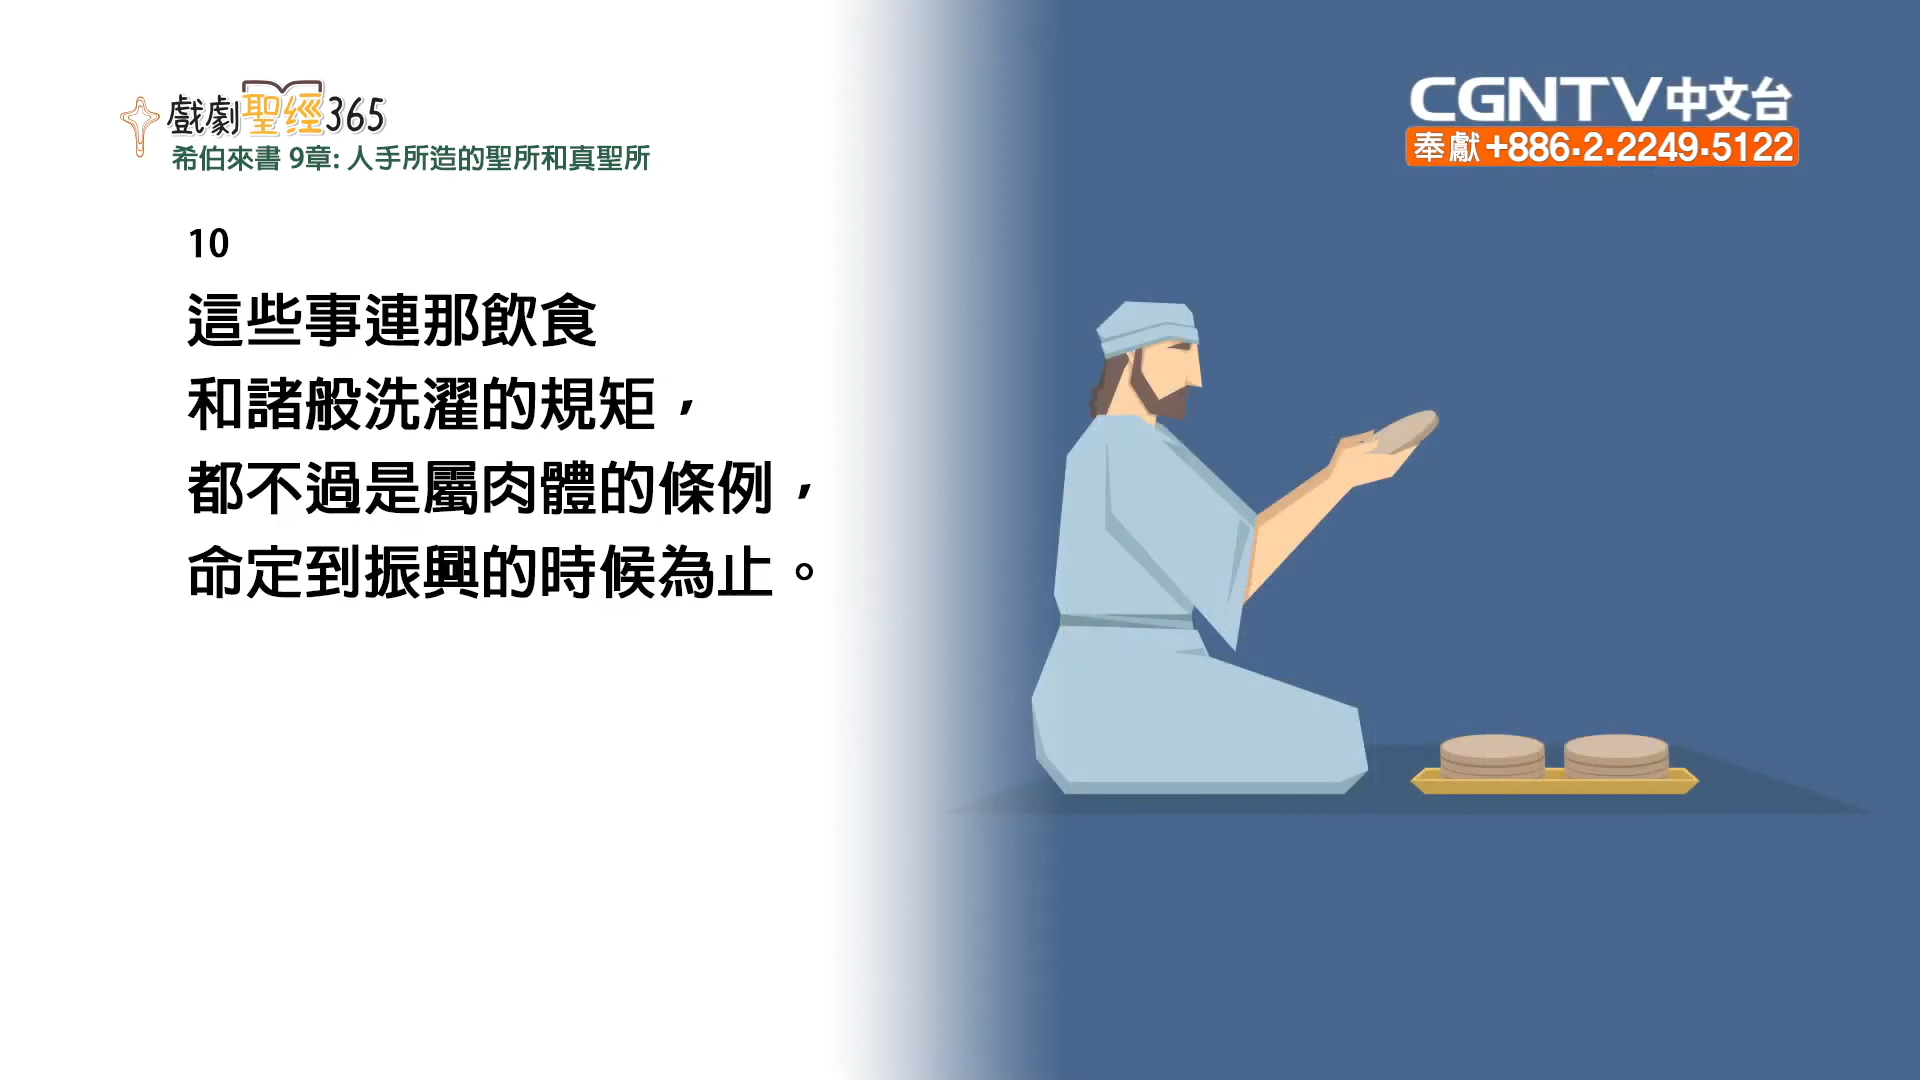 戲劇聖經365
希伯來書 9章: 人手所造的聖所和真聖所
CGNTV中文台
奉獻 +886·2·2249·5122
10
這些事連那飲食
和諸般洗濯的規矩，
都不過是屬肉體的條例，
命定到振興的時候為止。